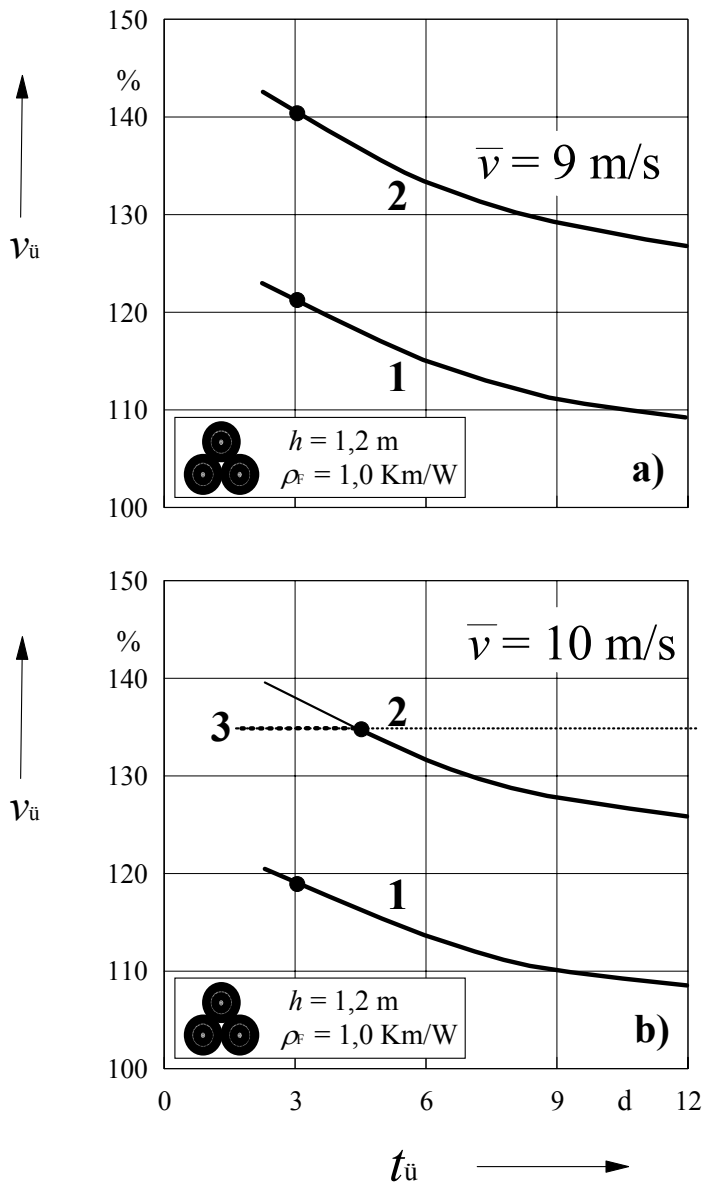 150
%
140
v̅ = 9 m/s
2
130
vü
120
1
110
h = 1,2 m
ρF = 1,0 Km/W
a)
100
150
%
v̅ = 10 m/s
140
3
2
130
vü
120
1
110
h = 1,2 m
ρF = 1,0 Km/W
b)
100
0 3 6 9 d 12
tü